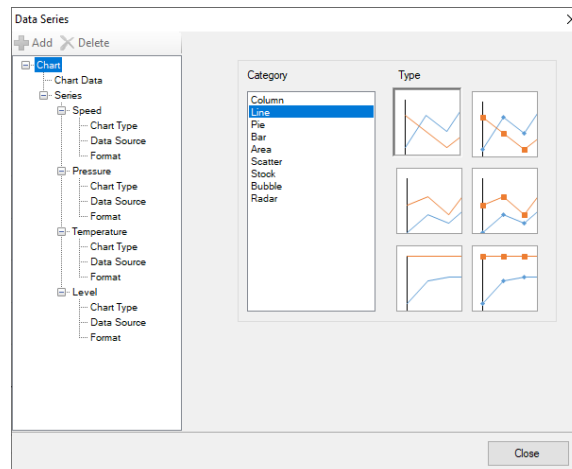 Data Series
Add Delete
Chart
Chart Data
Series
Speed
Chart Type
Data Source
Format
Pressure
Chart Type
Data Source
Format
Temperature
Chart Type
Data Source
Format
Level
Chart Type
Data Source
Format
Category
Column
Line
Pie
Bar
Area
Scatter
Stock
Bubble
Radar
Type
Close